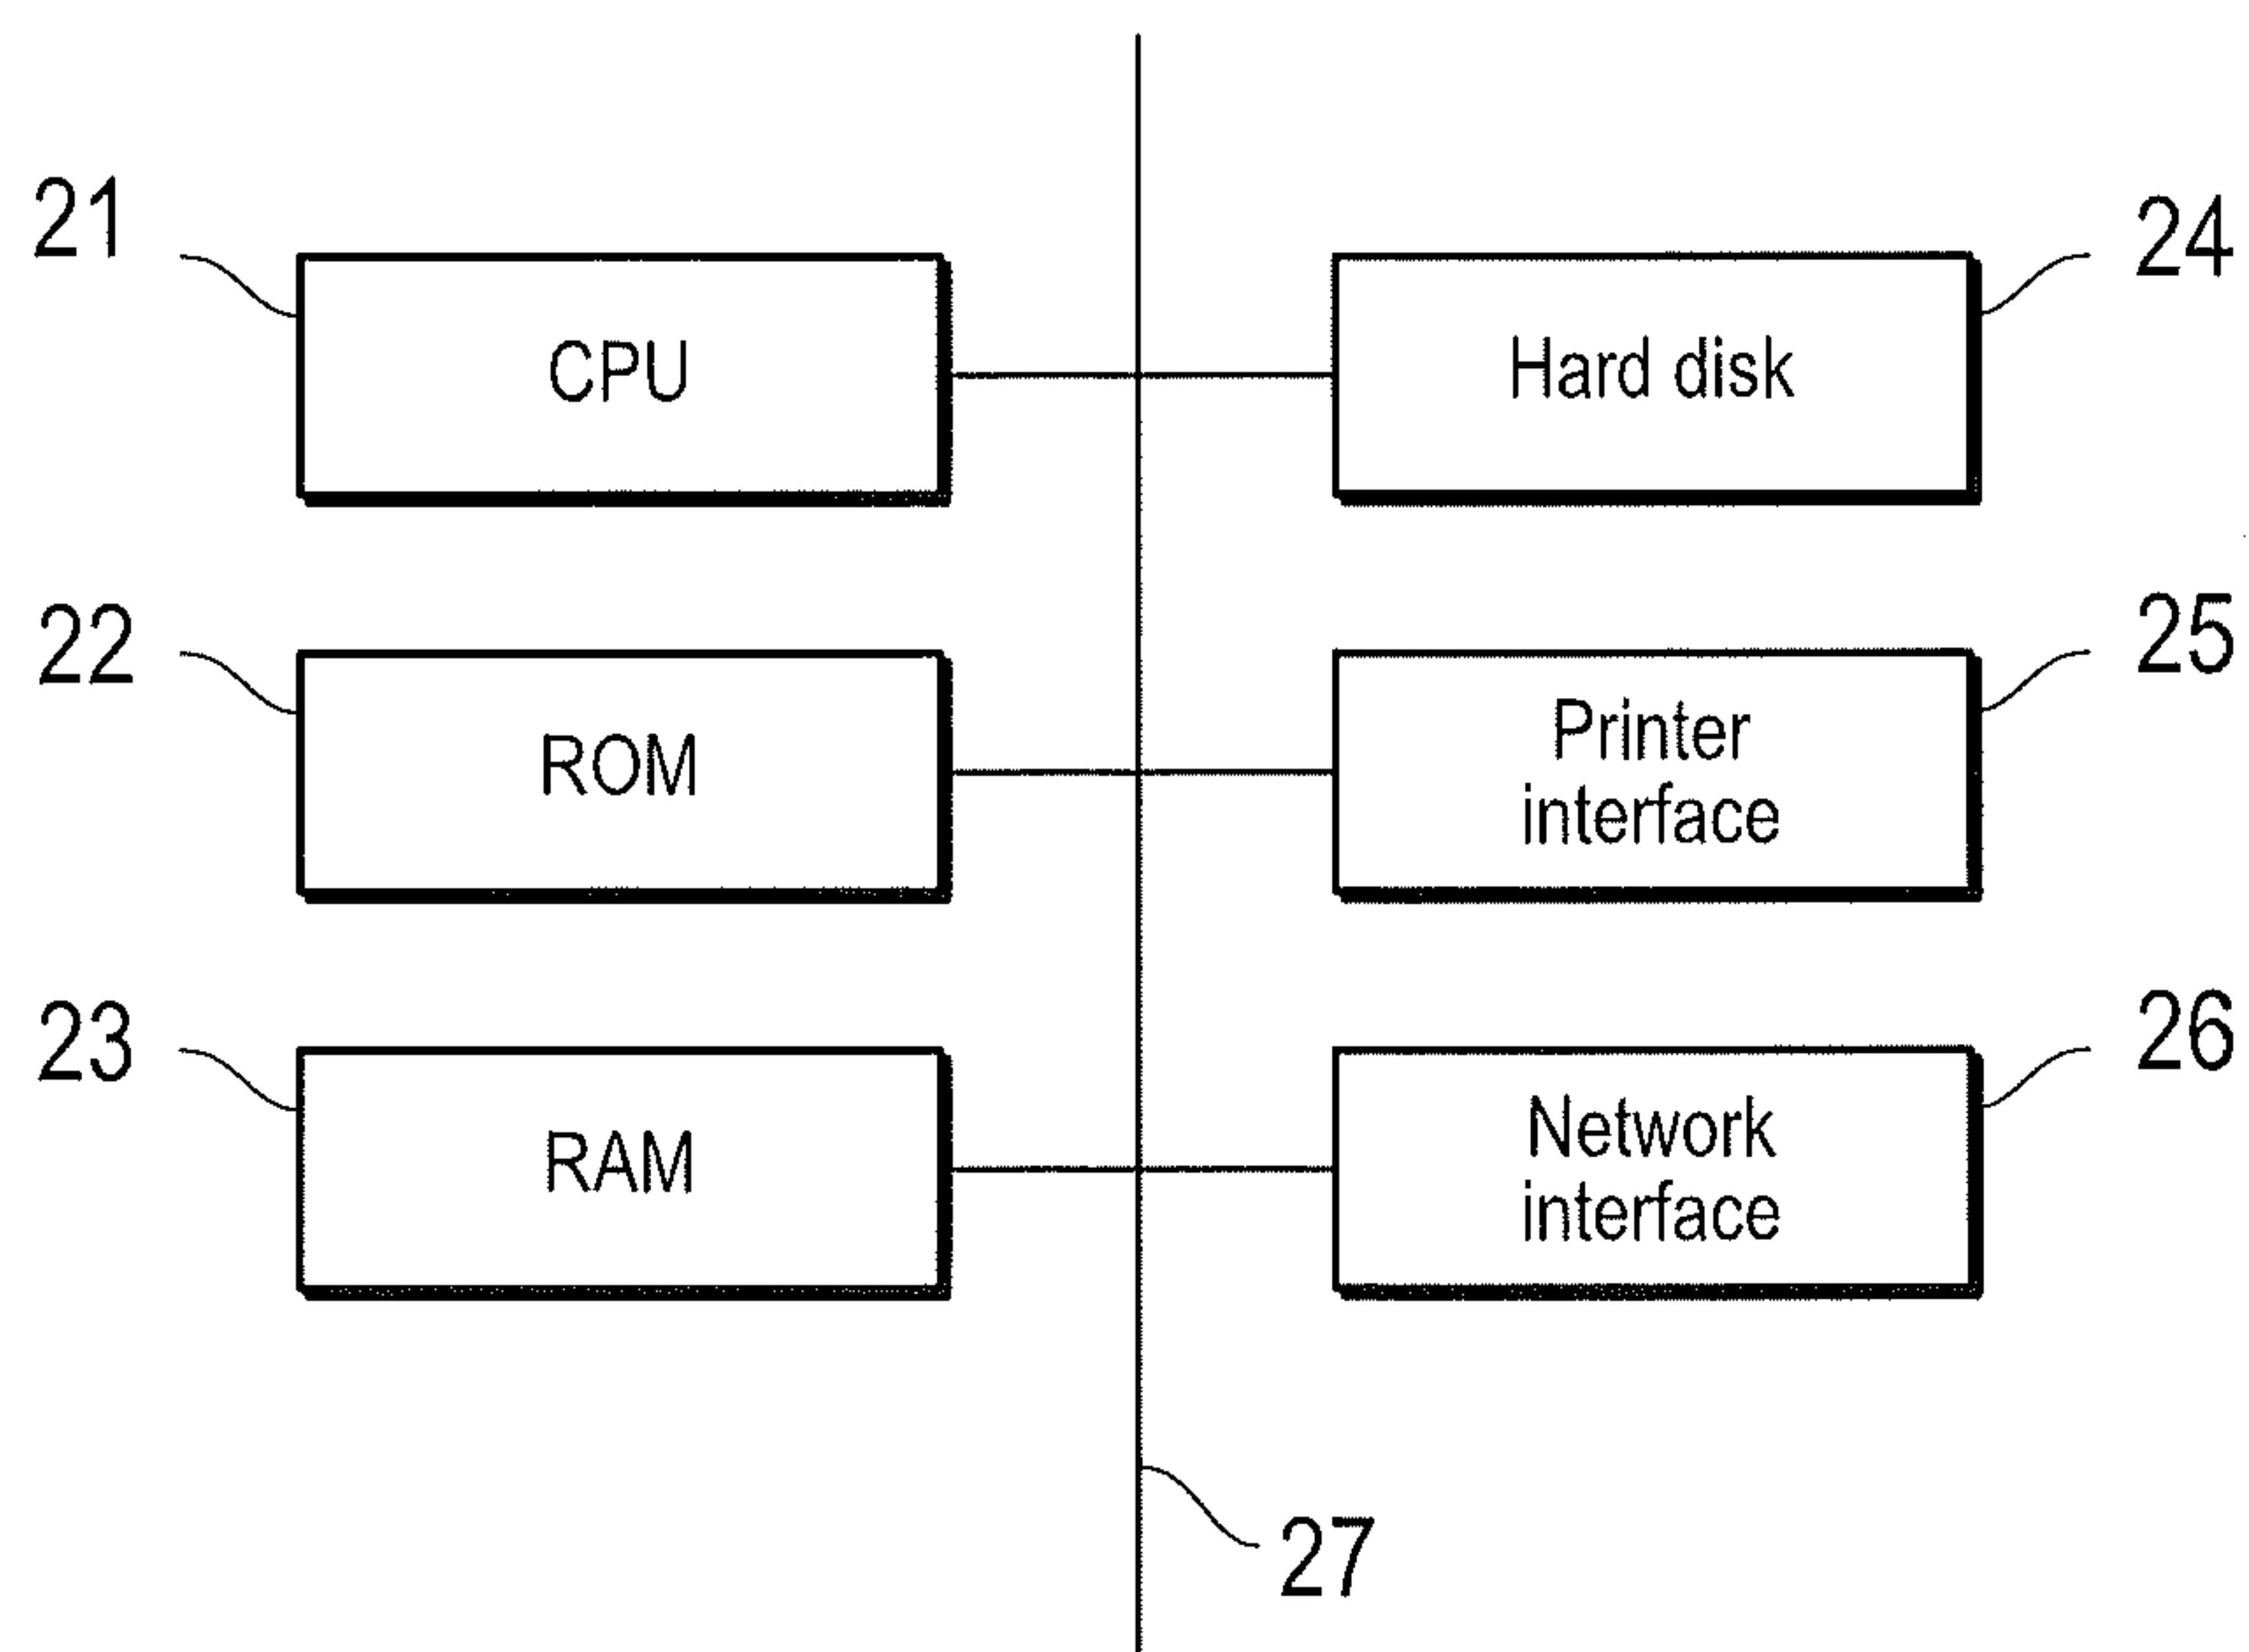 21
CPU
24
Hard disk
22
ROM
25
Printer
interface
23
RAM
26
Network
interface
27